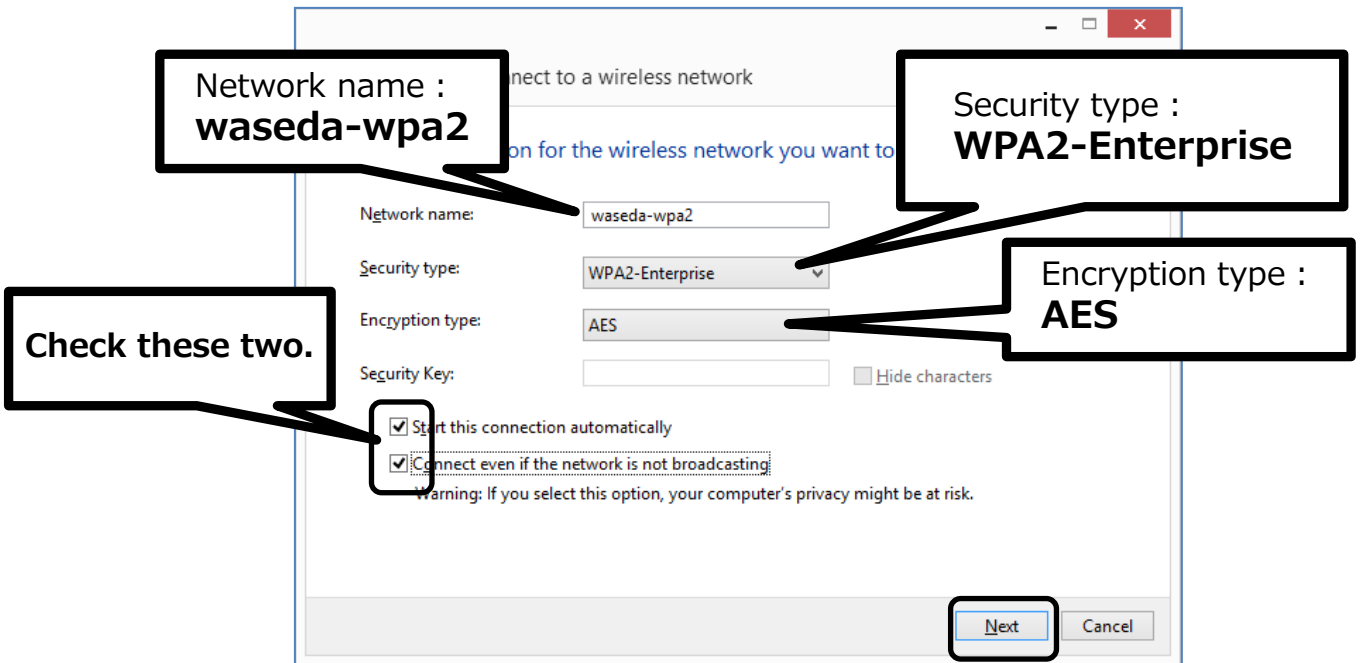 Network name :
waseda-wpa2
nect to a wireless network
Security type :
WPA2-Enterprise
on for the wireless network you want to
Network name:
waseda-wpa2
Security type:
WPA2-Enterprise
Encryption type :
AES
Encryption type:
AES
Check these two.
Security Key:
Hide characters
Start this connection automatically
Connect even if the network is not broadcasting
Warning: If you select this option, your computer's privacy might be at risk.
Next
Cancel